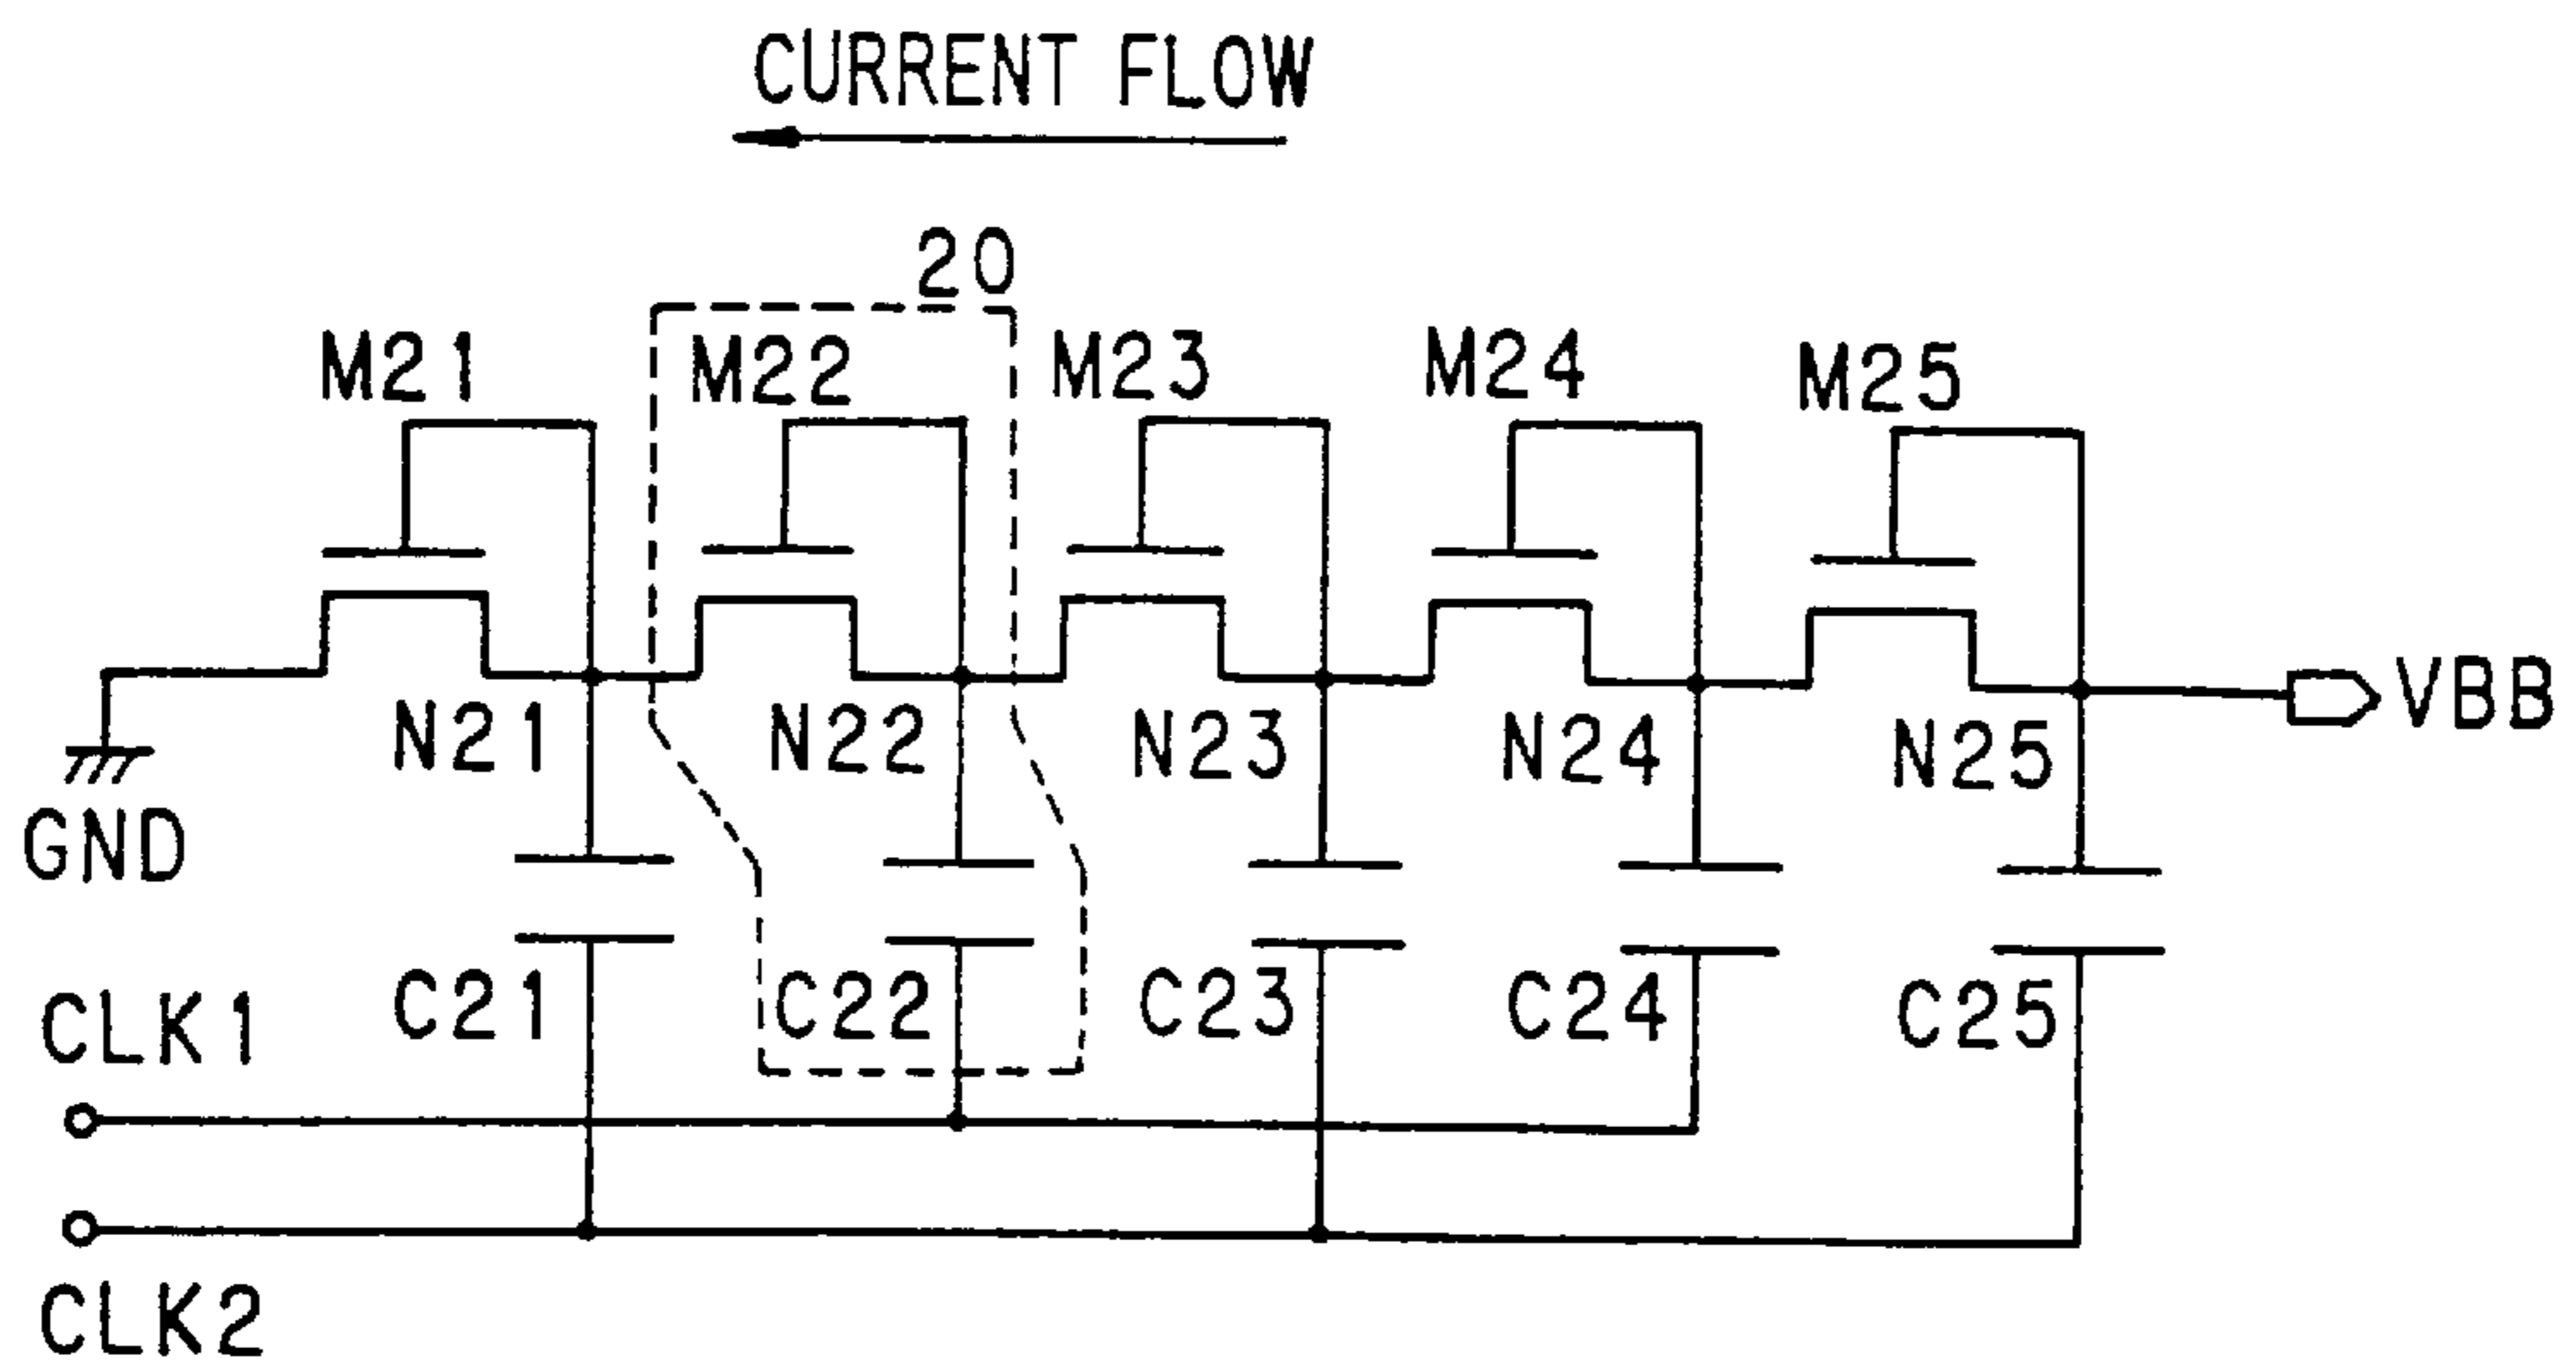 CURRENT FLOW
20
M21 M22 M23 M24 M25
N21 N22 N23 N24 N25 VBB
GND
C21 C22 C23 C24 C25
CLK1
CLK2